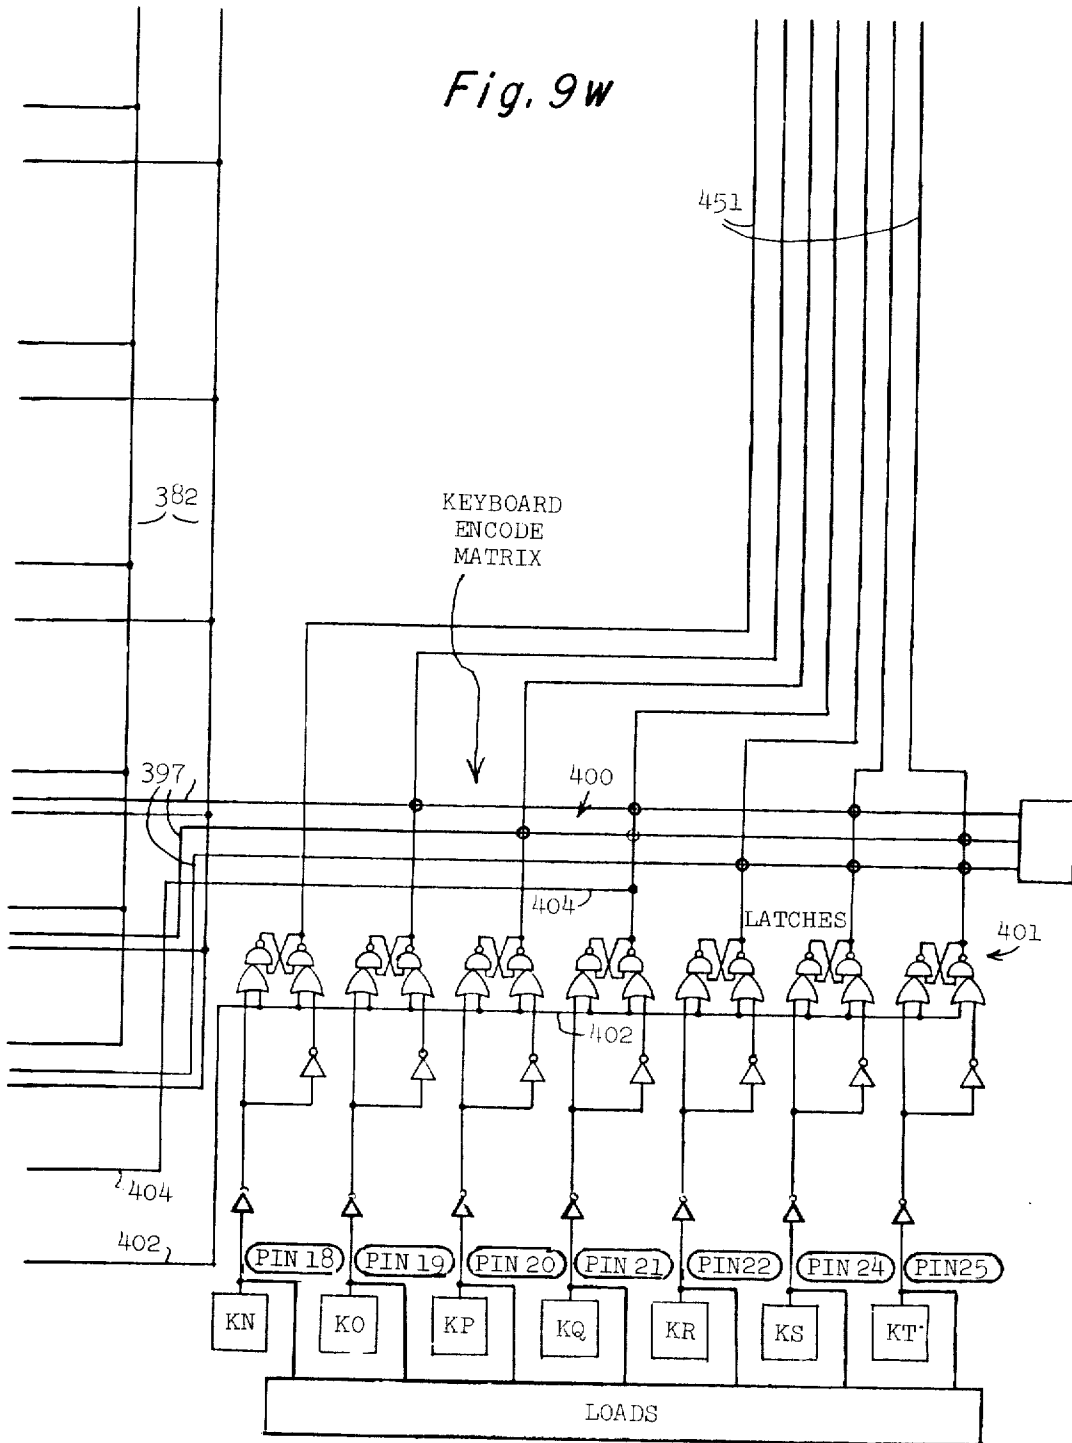 Fig. 9w
451
382
KEYBOARD
ENCODE
MATRIX
397
400
404
LATCHES
401
402
404
402
PIN 18
PIN 19
PIN 20
PIN 21
PIN22
PIN 24
PIN25
KN
KO
KP
KQ
KR
KS
KT
LOADS